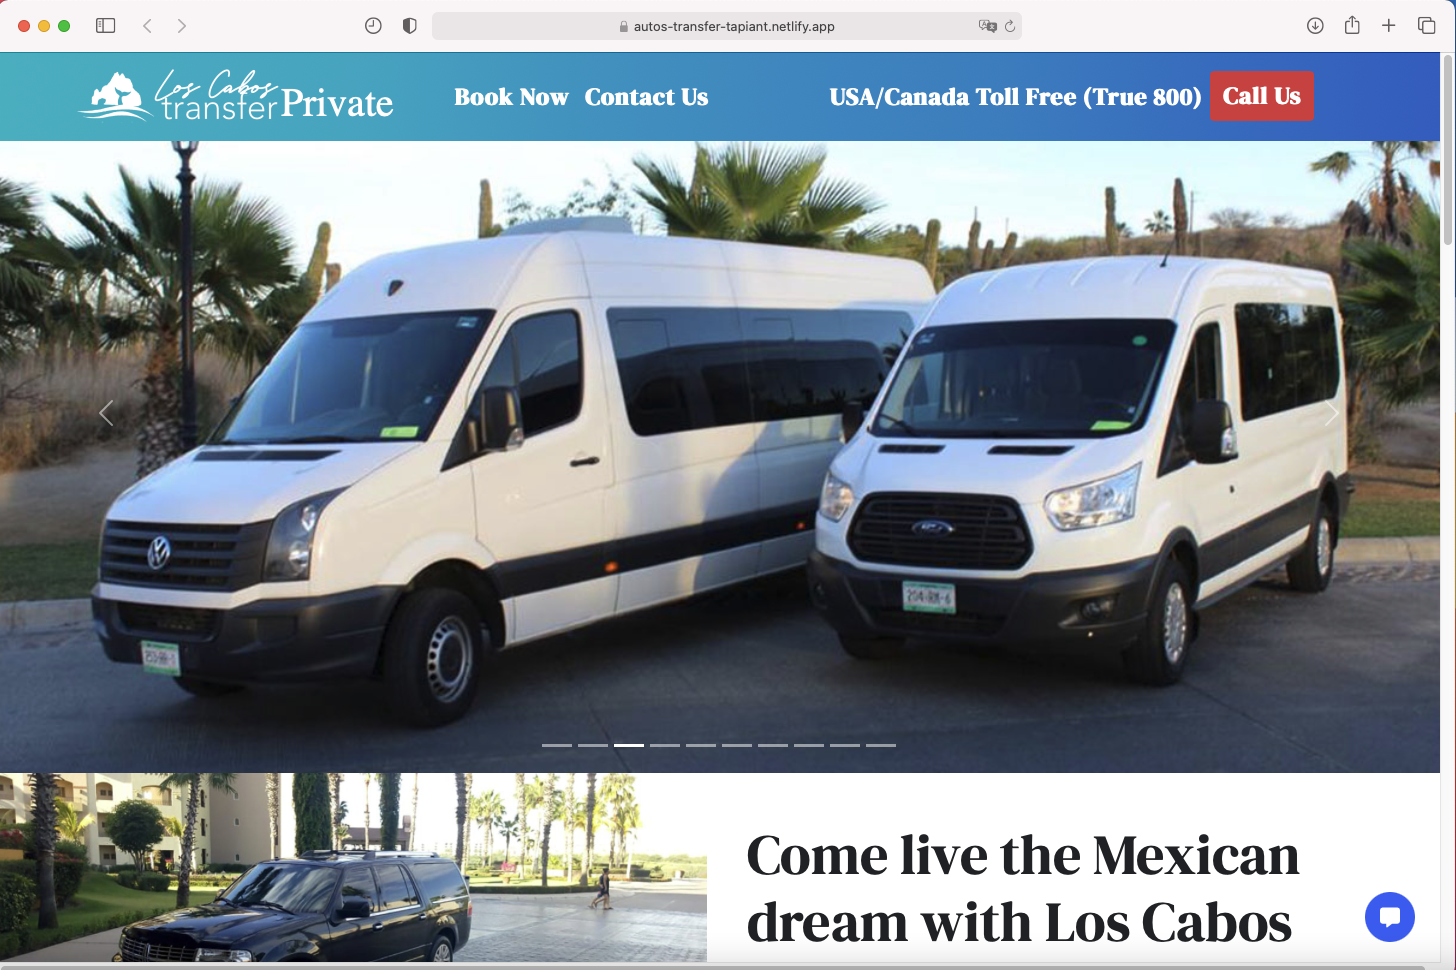 autos-transfer-tapiant.netlify.app
Los Cabos
transfer Private
Book Now
Contact Us
USA/Canada Toll Free (True 800)
Call Us
Come live the Mexican
dream with Los Cabos